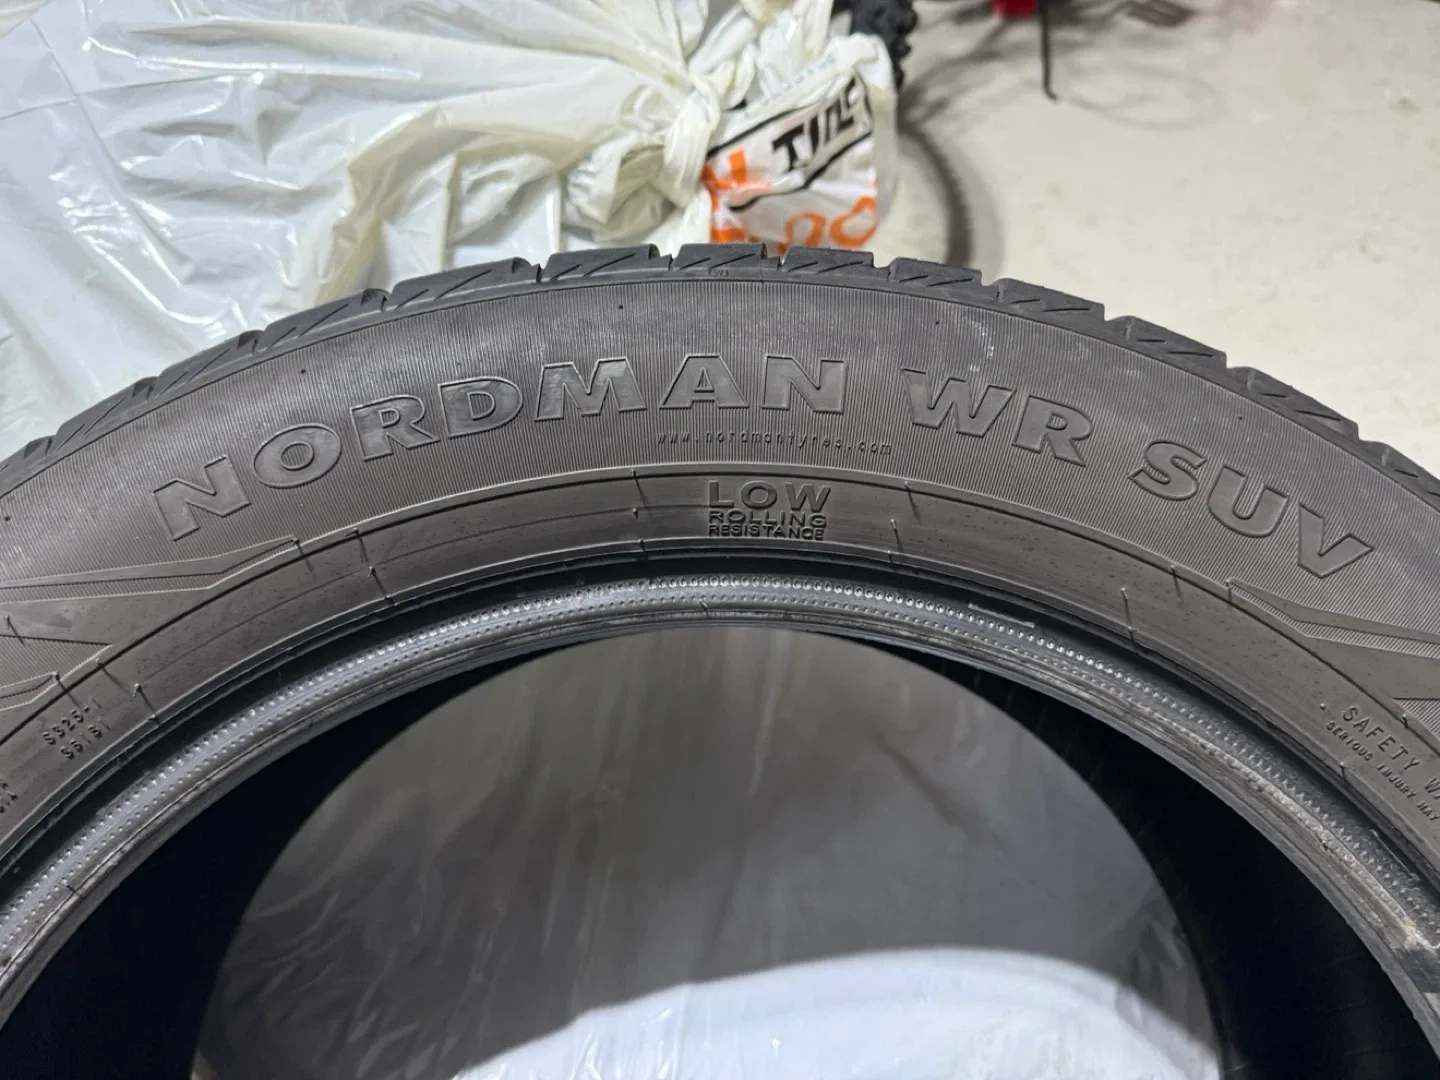 NORDMAN WR SUV
www.nordmantyres.com
LOW
ROLLING
RESISTANCE
SAFETY
SERIOUS INJURY MAY